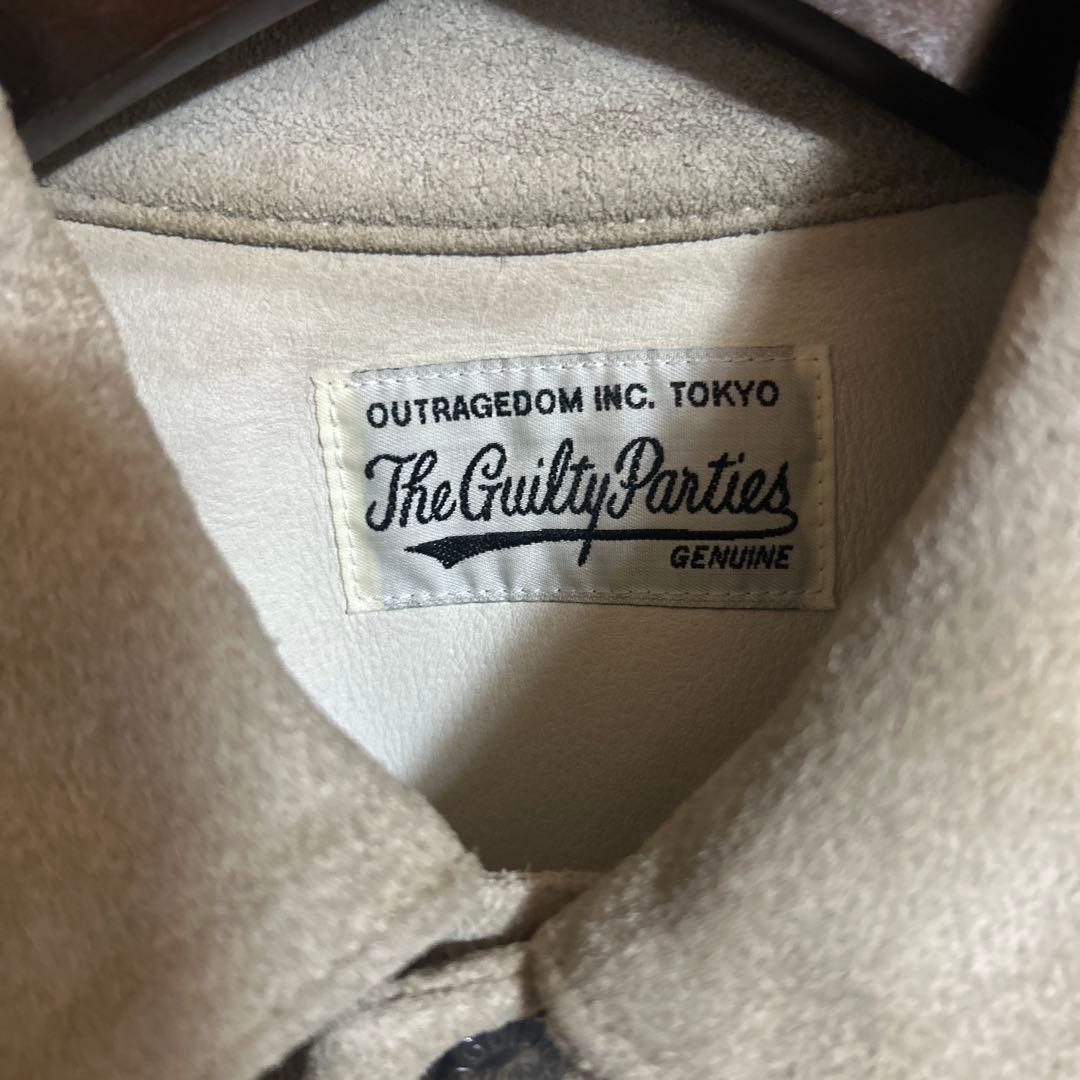 OUTRAGEDOM INC. TOKYO
The Guilty Parties
GENUINE